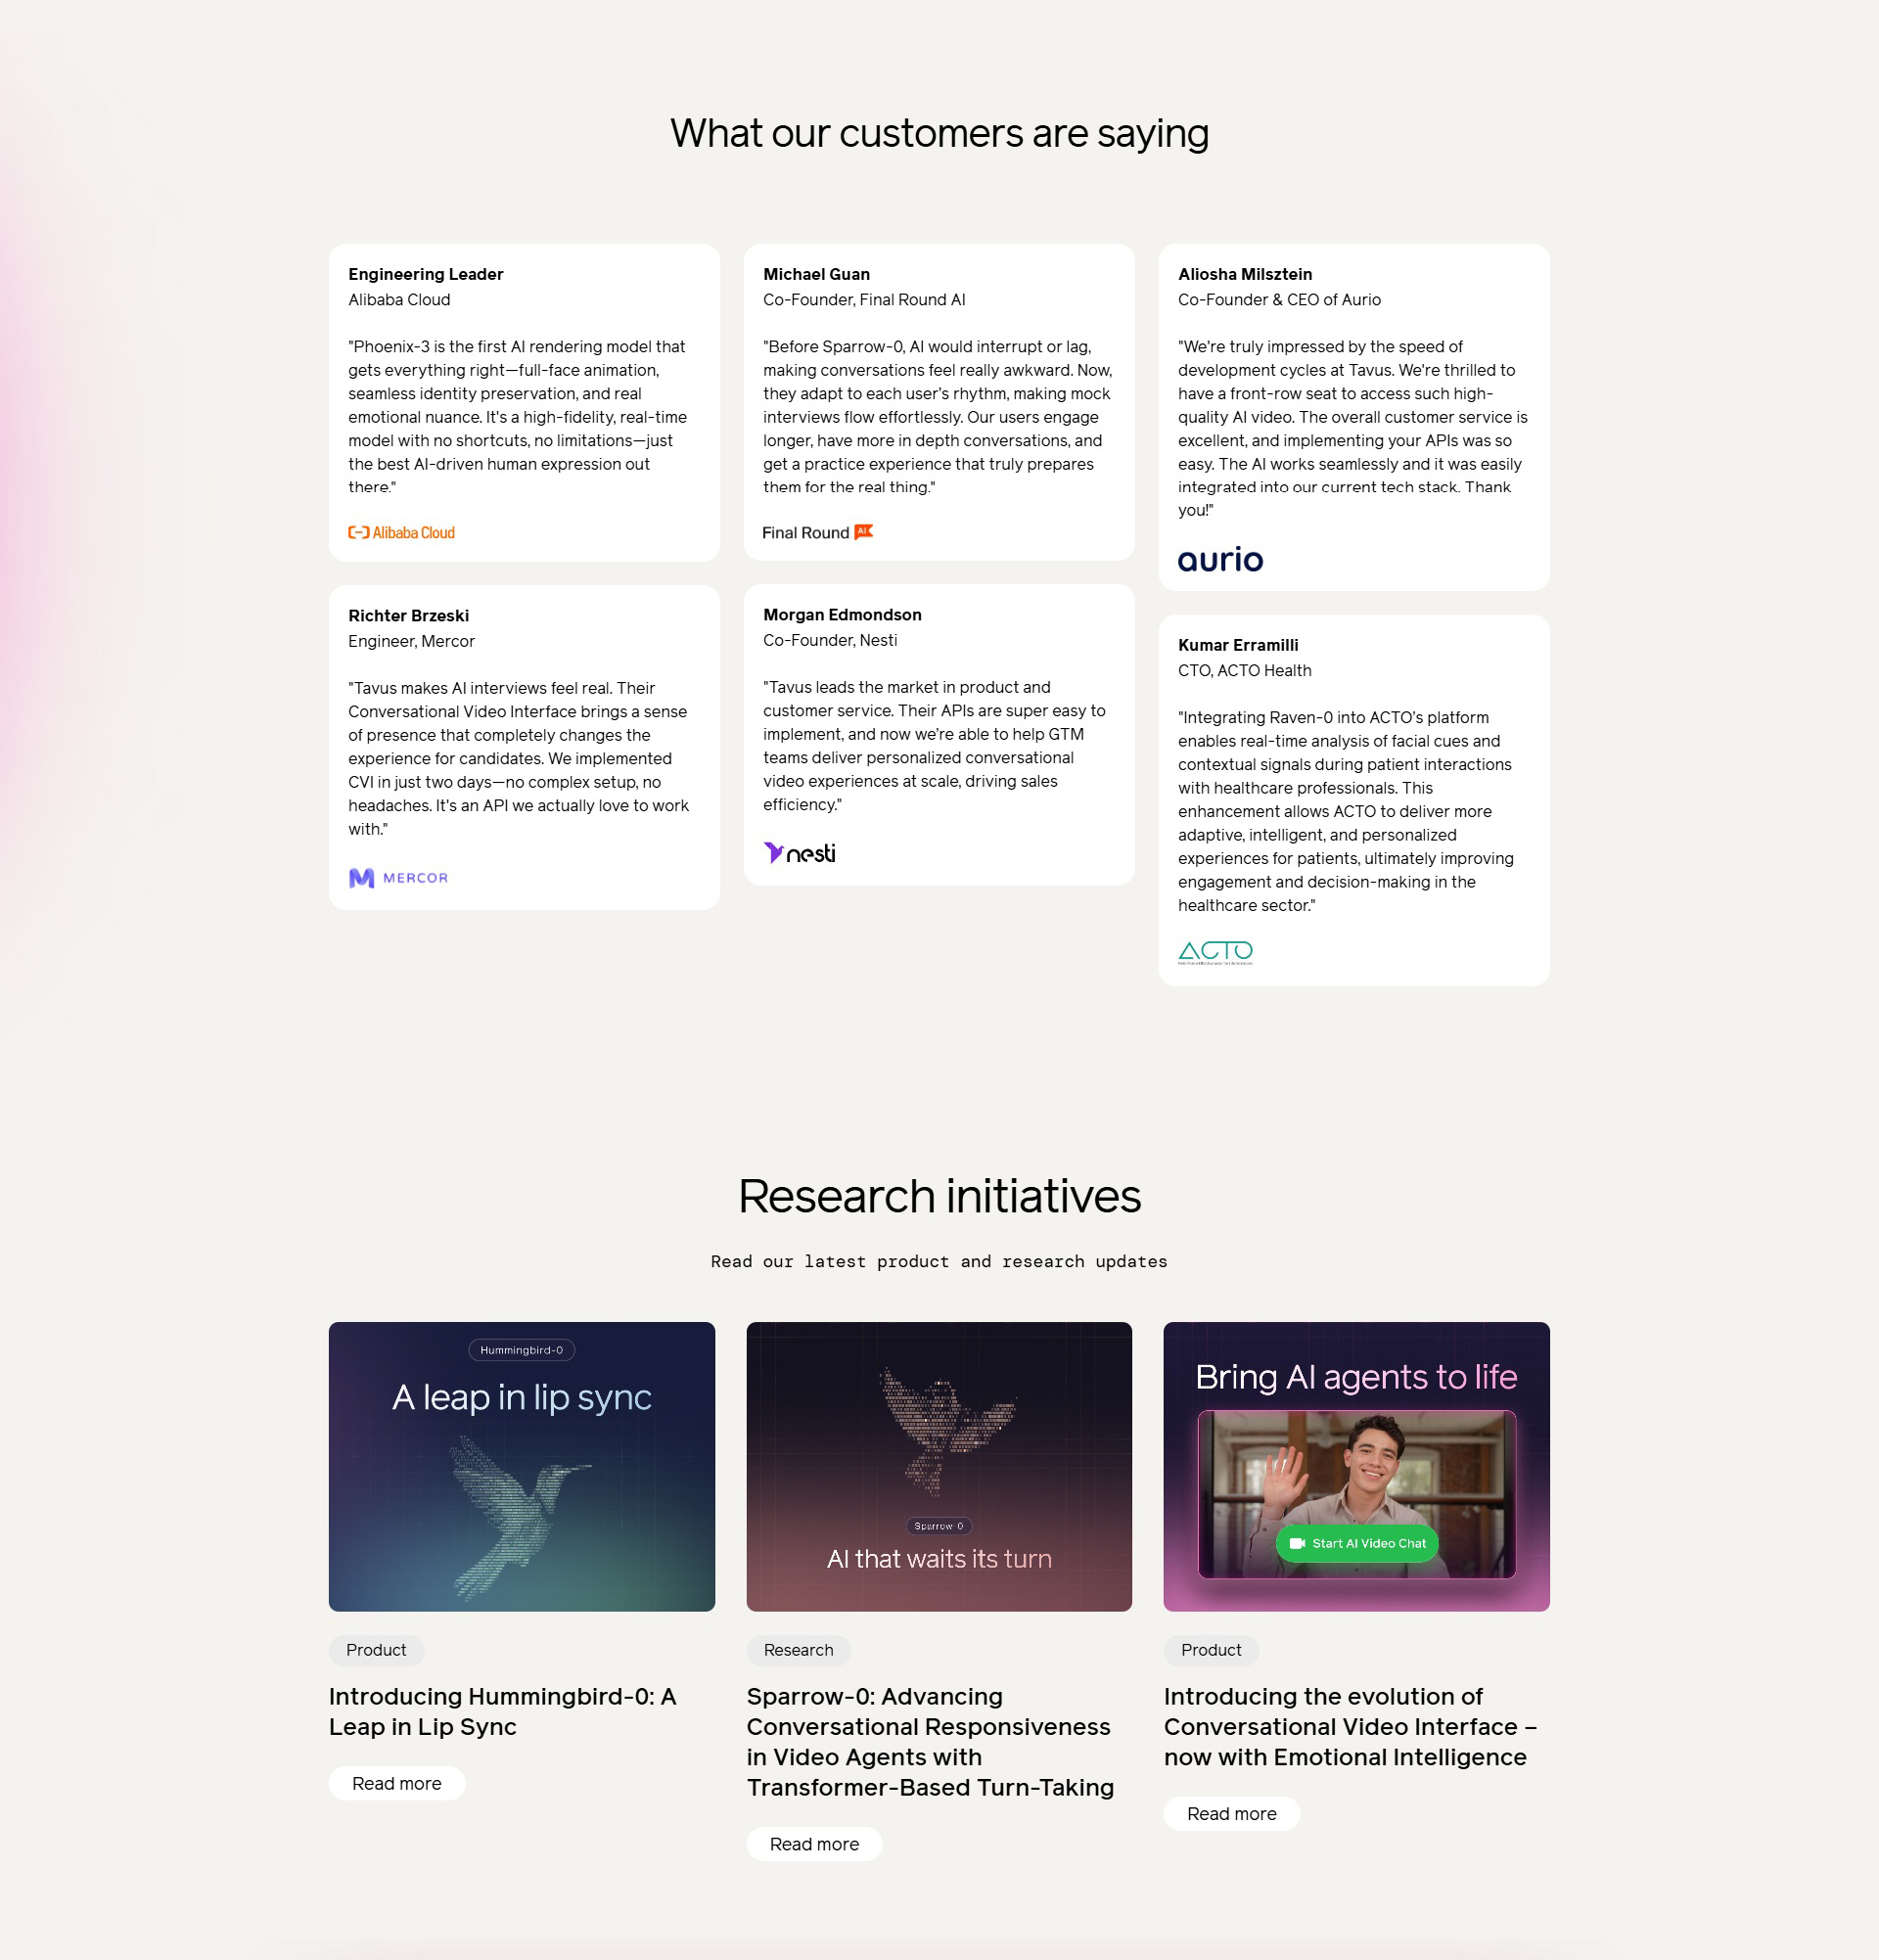 What our customers are saying
Engineering Leader
Alibaba Cloud
"Phoenix-3 is the first AI rendering model that
gets everything right—full-face animation,
seamless identity preservation, and real
emotional nuance. It's a high-fidelity, real-time
model with no shortcuts, no limitations—just
the best AI-driven human expression out
there."
Alibaba Cloud
Richter Brzeski
Engineer, Mercor
"Tavus makes AI interviews feel real. Their
Conversational Video Interface brings a sense
of presence that completely changes the
experience for candidates. We implemented
CVI in just two days—no complex setup, no
headaches. It's an API we actually love to work
with."
MERCOR
Michael Guan
Co-Founder, Final Round AI
"Before Sparrow-0, AI would interrupt or lag,
making conversations feel really awkward. Now,
they adapt to each user's rhythm, making mock
interviews flow effortlessly. Our users engage
longer, have more in depth conversations, and
get a practice experience that truly prepares
them for the real thing."
Final Round AI
Morgan Edmondson
Co-Founder, Nesti
"Tavus leads the market in product and
customer service. Their APIs are super easy to
implement, and now we're able to help GTM
teams deliver personalized conversational
video experiences at scale, driving sales
efficiency."
nesti
Aliosha Milsztein
Co-Founder & CEO of Aurio
"We're truly impressed by the speed of
development cycles at Tavus. We're thrilled to
have a front-row seat to access such high-
quality AI video. The overall customer service is
excellent, and implementing your APIs was so
easy. The AI works seamlessly and it was easily
integrated into our current tech stack. Thank
you!"
aurio
Kumar Erramilli
CTO, ACTO Health
"Integrating Raven-0 into ACTO's platform
enables real-time analysis of facial cues and
contextual signals during patient interactions
with healthcare professionals. This
enhancement allows ACTO to deliver more
adaptive, intelligent, and personalized
experiences for patients, ultimately improving
engagement and decision-making in the
healthcare sector."
ACTO
Research initiatives
Read our latest product and research updates
Hummingbird-0
A leap in lip sync
Product
Introducing Hummingbird-0: A
Leap in Lip Sync
Read more
Sparrow-0
AI that waits its turn
Research
Sparrow-0: Advancing
Conversational Responsiveness
in Video Agents with
Transformer-Based Turn-Taking
Read more
Bring AI agents to life
Start AI Video Chat
Product
Introducing the evolution of
Conversational Video Interface –
now with Emotional Intelligence
Read more